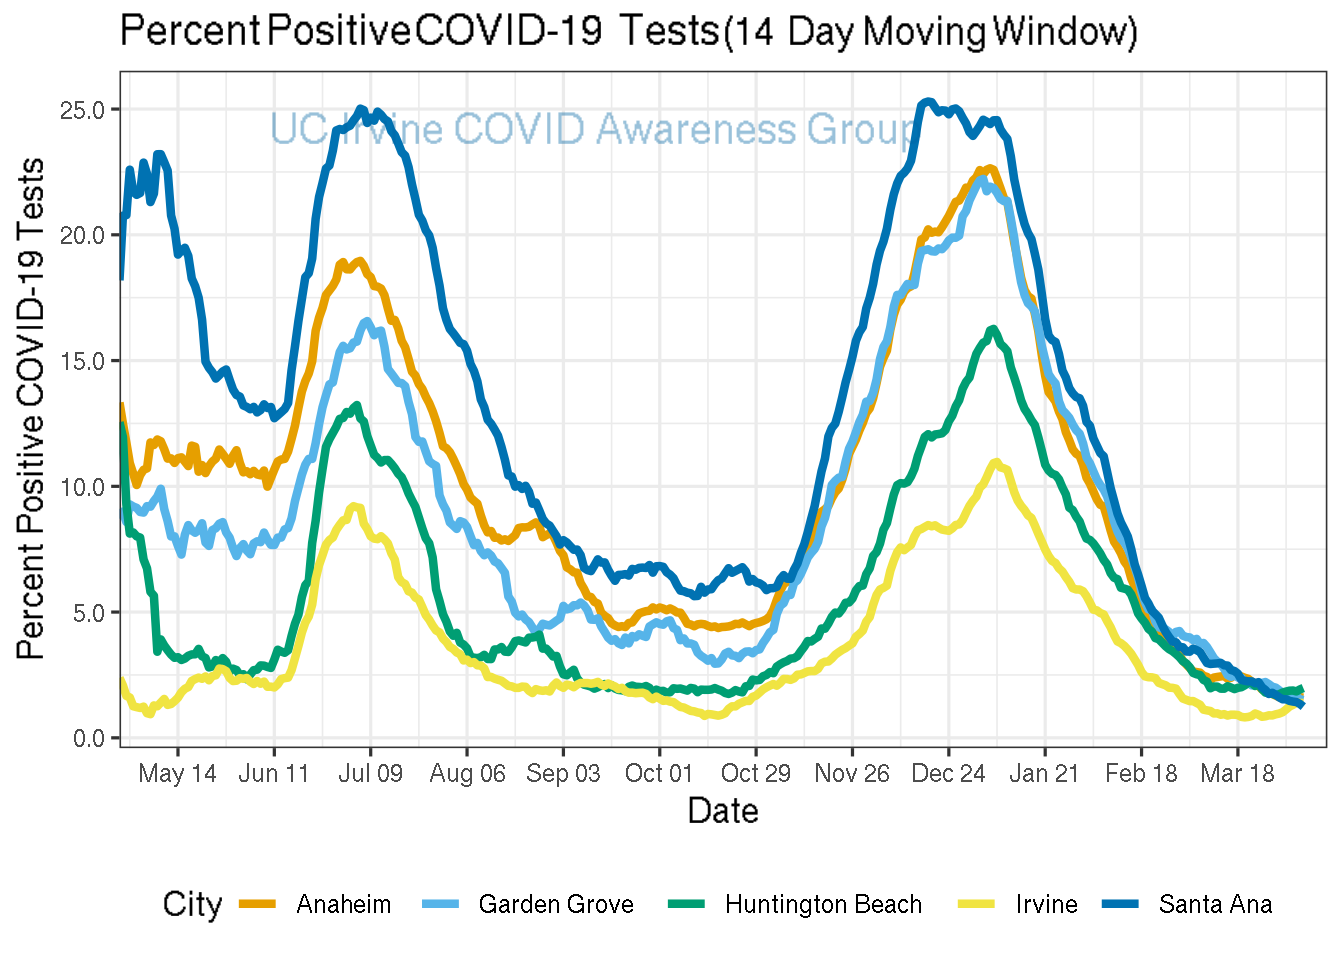 Percent Positive COVID-19 Tests (14 Day Moving Window)
UC Irvine COVID Awareness Group
Percent Positive COVID-19 Tests
25.0
20.0
15.0
10.0
5.0
0.0
May 14 Jun 11 Jul 09 Aug 06 Sep 03 Oct 01 Oct 29 Nov 26 Dec 24 Jan 21 Feb 18 Mar 18
Date
City Anaheim Garden Grove Huntington Beach Irvine Santa Ana